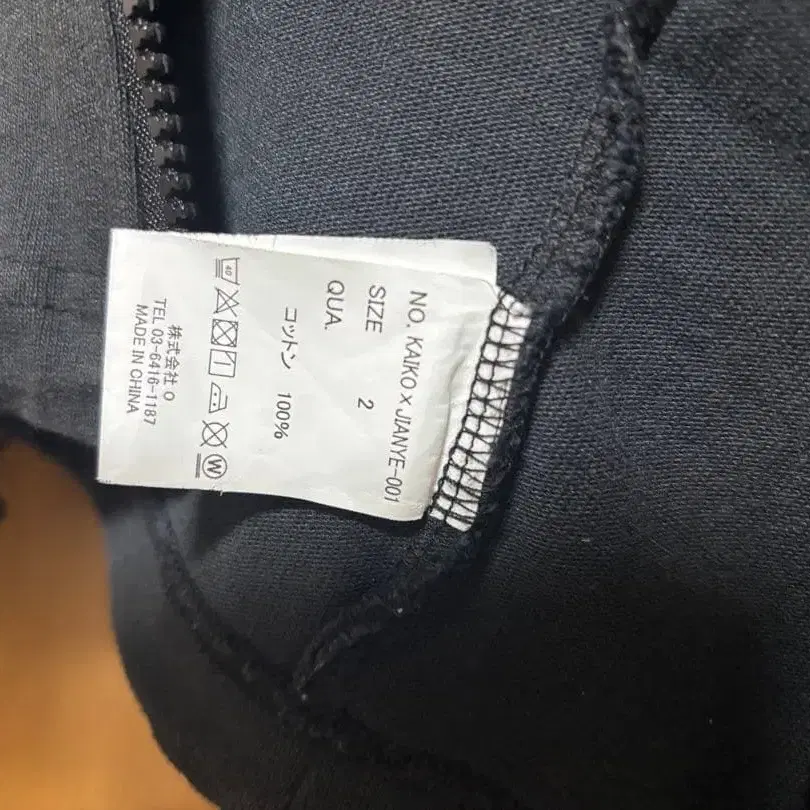 NO. KAIKO x JIANYE-001
SIZE 2
QUA.
コットン 100%
40
W
株式会社 O
TEL 03-6416-1187
MADE IN CHINA